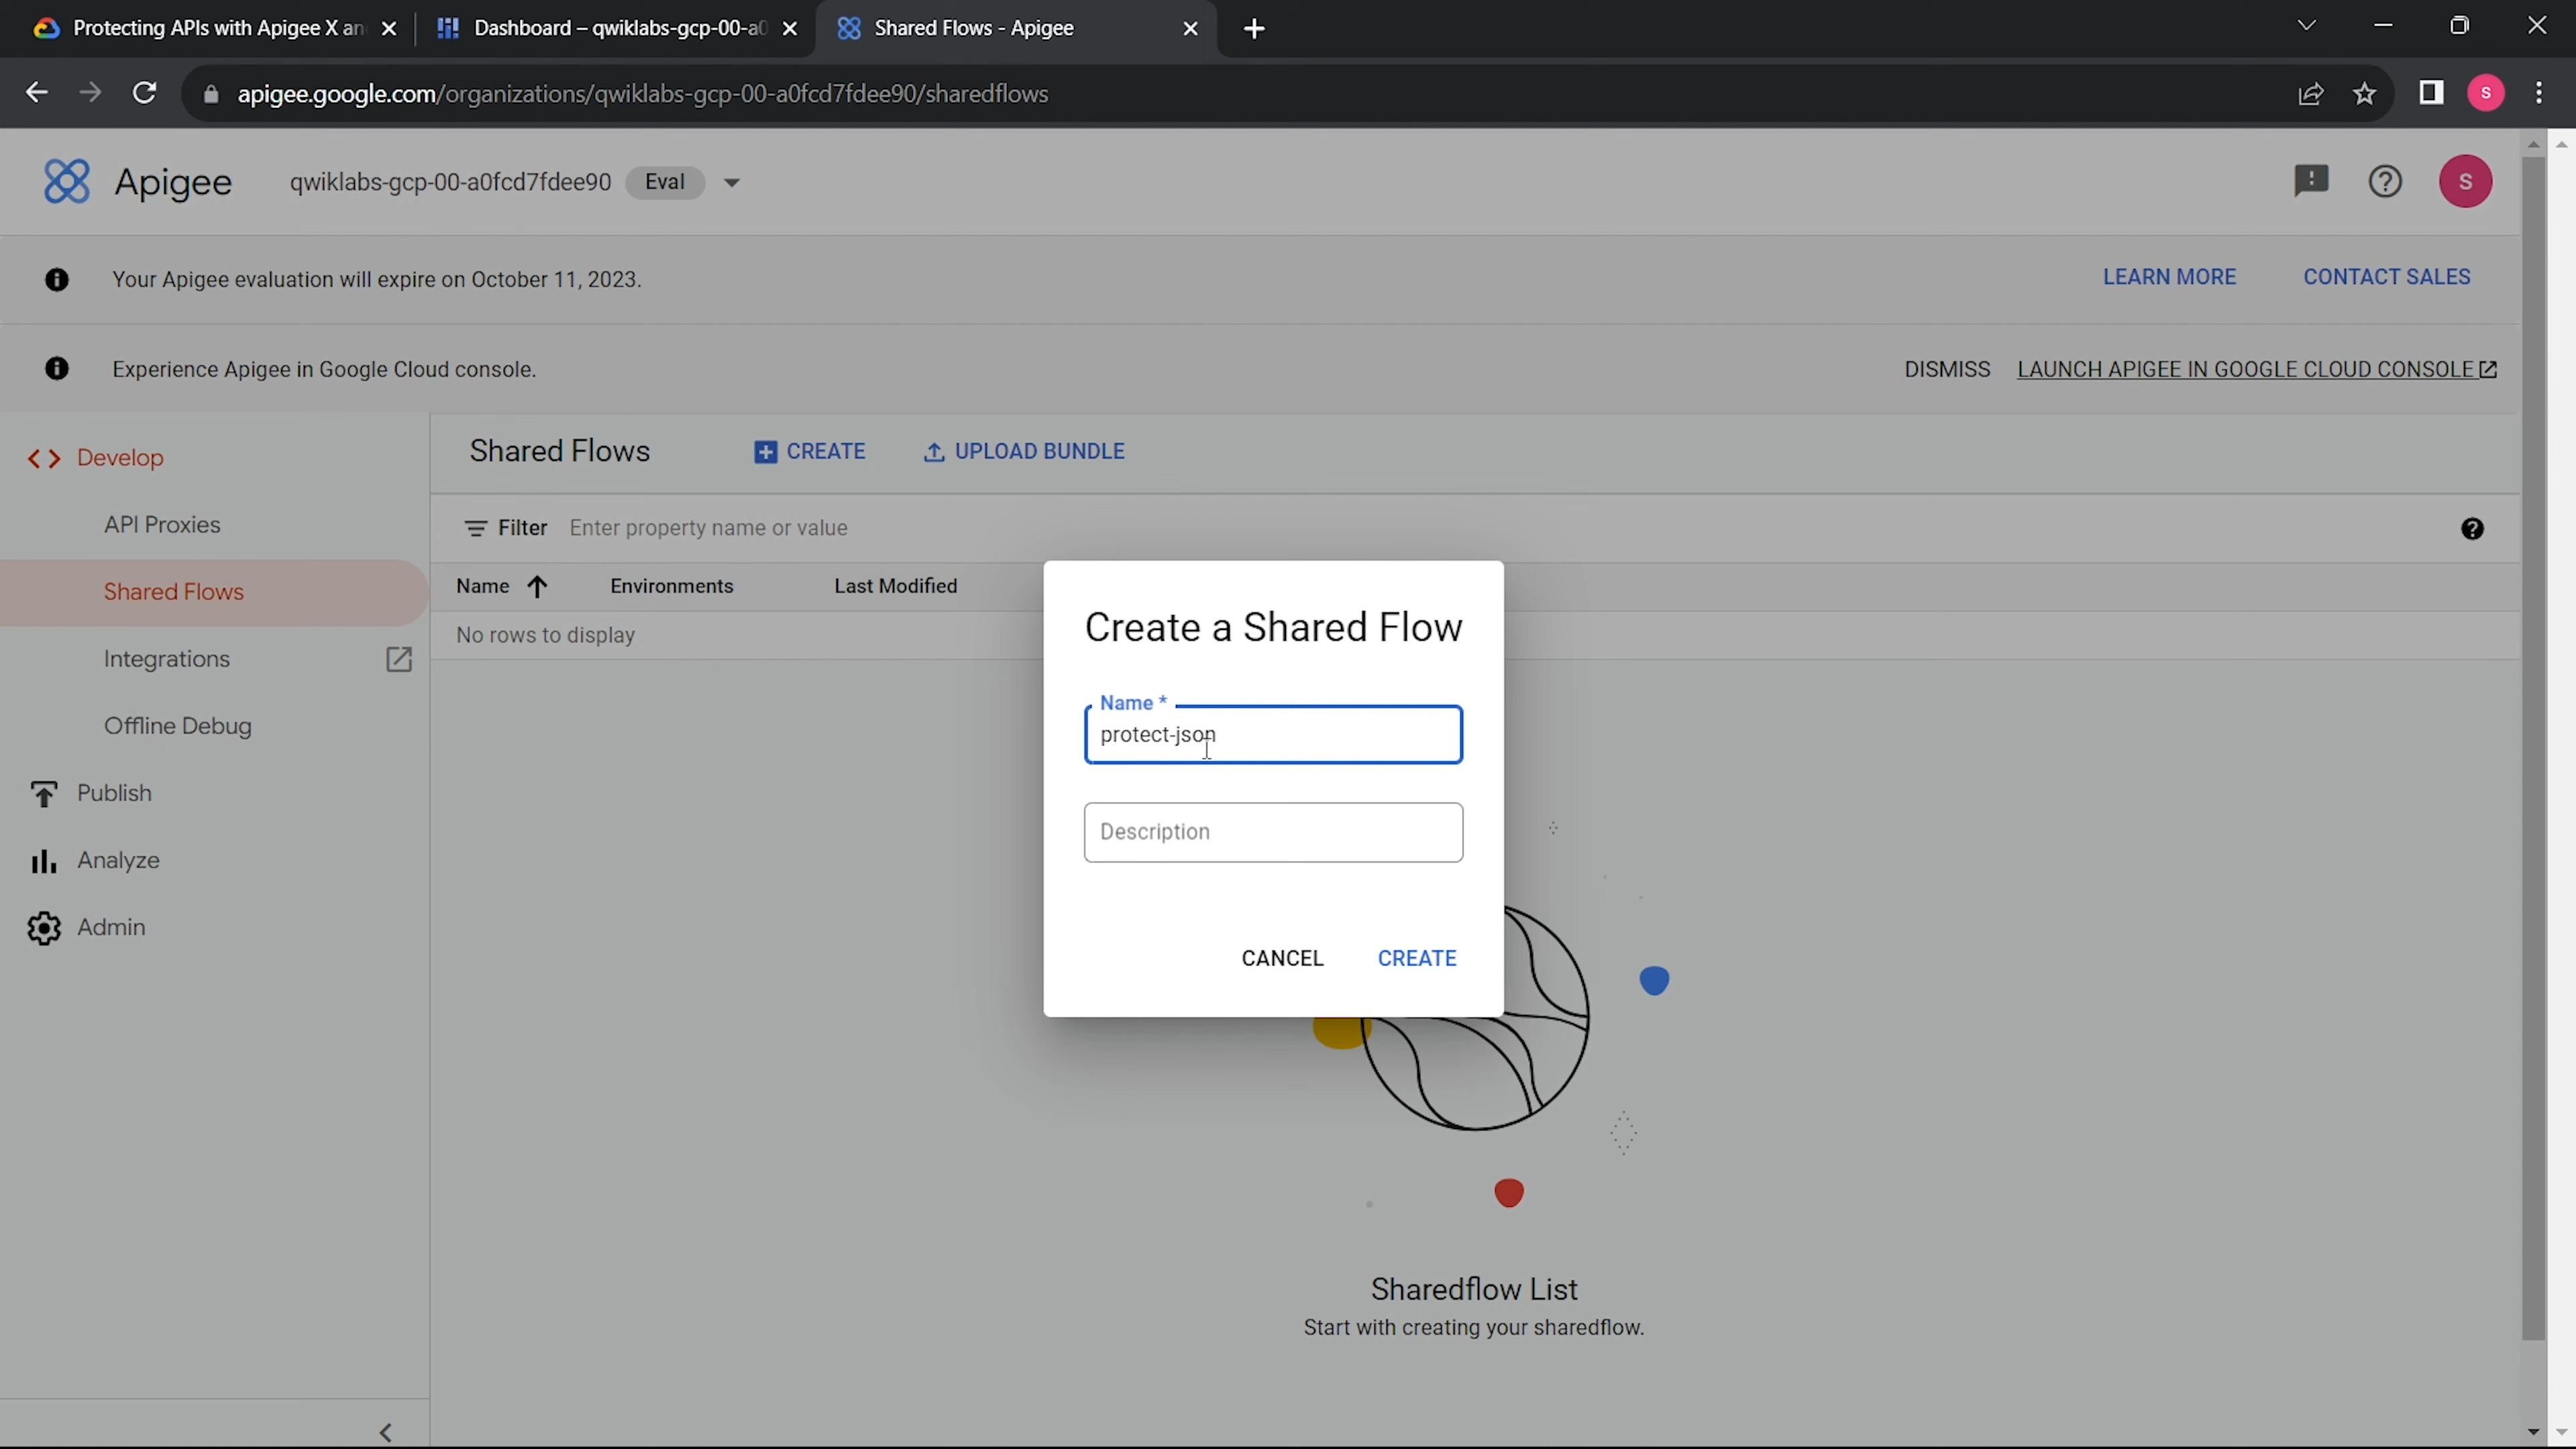 Protecting APIs with Apigee X an
Dashboard – qwiklabs-gcp-00-a0
Shared Flows - Apigee
apigee.google.com/organizations/qwiklabs-gcp-00-a0fcd7fdee90/sharedflows
S
Apigee
qwiklabs-gcp-00-a0fcd7fdee90
Eval
S
Your Apigee evaluation will expire on October 11, 2023.
LEARN MORE
CONTACT SALES
Experience Apigee in Google Cloud console.
DISMISS
LAUNCH APIGEE IN GOOGLE CLOUD CONSOLE
Develop
API Proxies
Shared Flows
Integrations
Offline Debug
Publish
Analyze
Admin
Shared Flows
CREATE
UPLOAD BUNDLE
Filter
Enter property name or value
Name
Environments
Last Modified
No rows to display
Create a Shared Flow
Name *
protect-json
Description
CANCEL
CREATE
Sharedflow List
Start with creating your sharedflow.